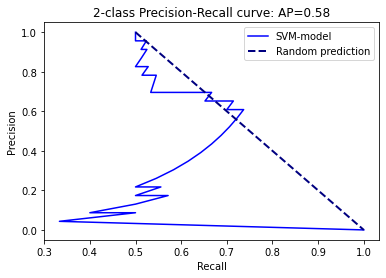 2-class Precision-Recall curve: AP=0.58
SVM-model
Random prediction
Precision
1.0
0.8
0.6
0.4
0.2
0.0
0.3 0.4 0.5 0.6 0.7 0.8 0.9 1.0
Recall